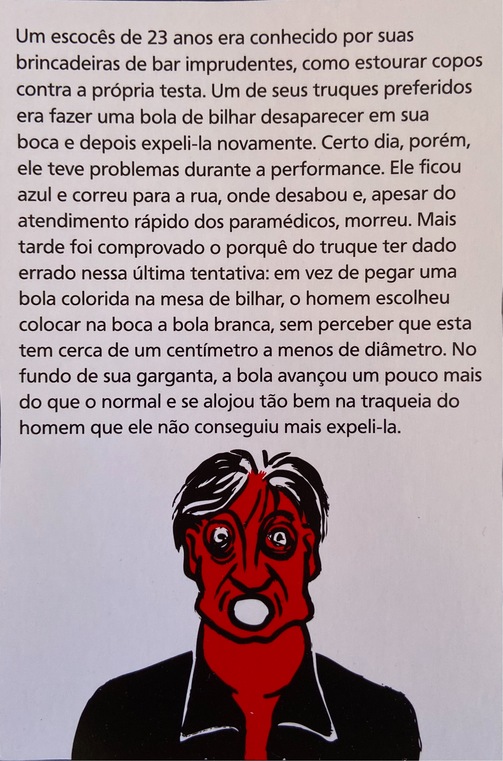 Um escocês de 23 anos era conhecido por suas
brincadeiras de bar imprudentes, como estourar copos
contra a própria testa. Um de seus truques preferidos
era fazer uma bola de bilhar desaparecer em sua
boca e depois expeli-la novamente. Certo dia, porém,
ele teve problemas durante a performance. Ele ficou
azul e correu para a rua, onde desabou e, apesar do
atendimento rápido dos paramédicos, morreu. Mais
tarde foi comprovado o porquê do truque ter dado
errado nessa última tentativa: em vez de pegar uma
bola colorida na mesa de bilhar, o homem escolheu
colocar na boca a bola branca, sem perceber que esta
tem cerca de um centímetro a menos de diâmetro. No
fundo de sua garganta, a bola avançou um pouco mais
do que o normal e se alojou tão bem na traqueia do
homem que ele não conseguiu mais expeli-la.